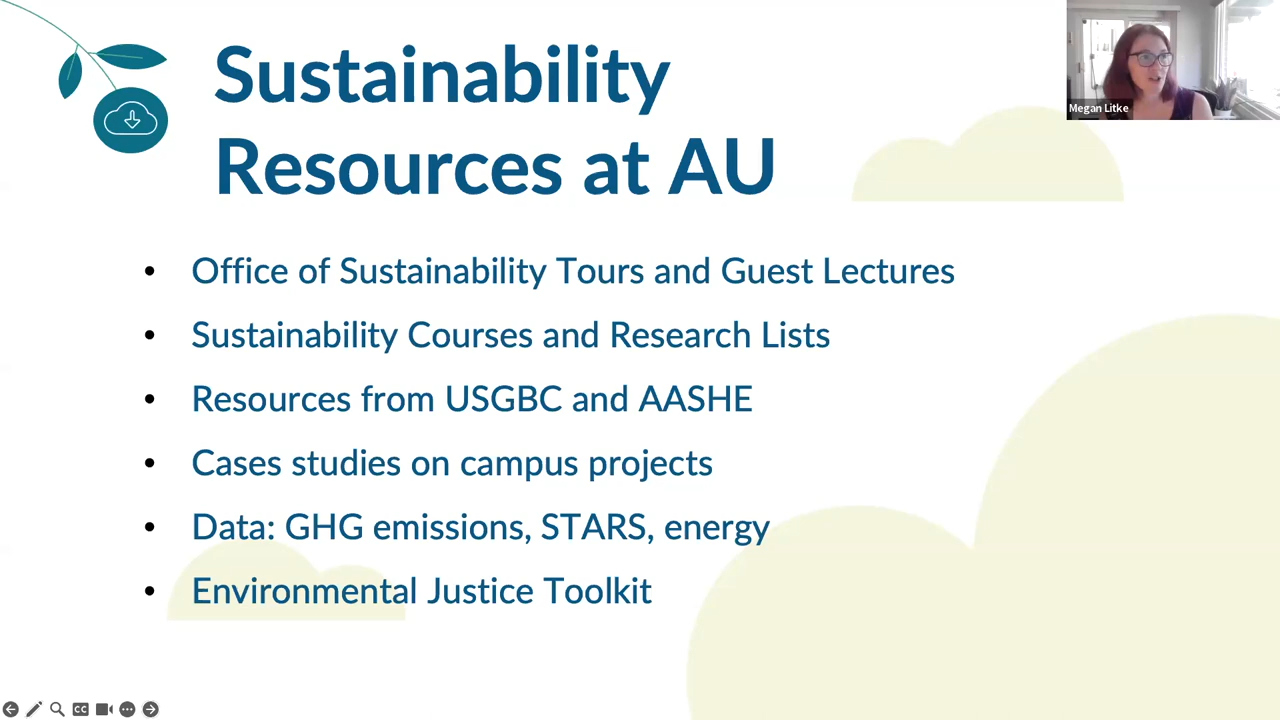 Sustainability
Resources at AU
Megan Litke
• Office of Sustainability Tours and Guest Lectures
• Sustainability Courses and Research Lists
• Resources from USGBC and AASHE
• Cases studies on campus projects
• Data: GHG emissions, STARS, energy
• Environmental Justice Toolkit
CC